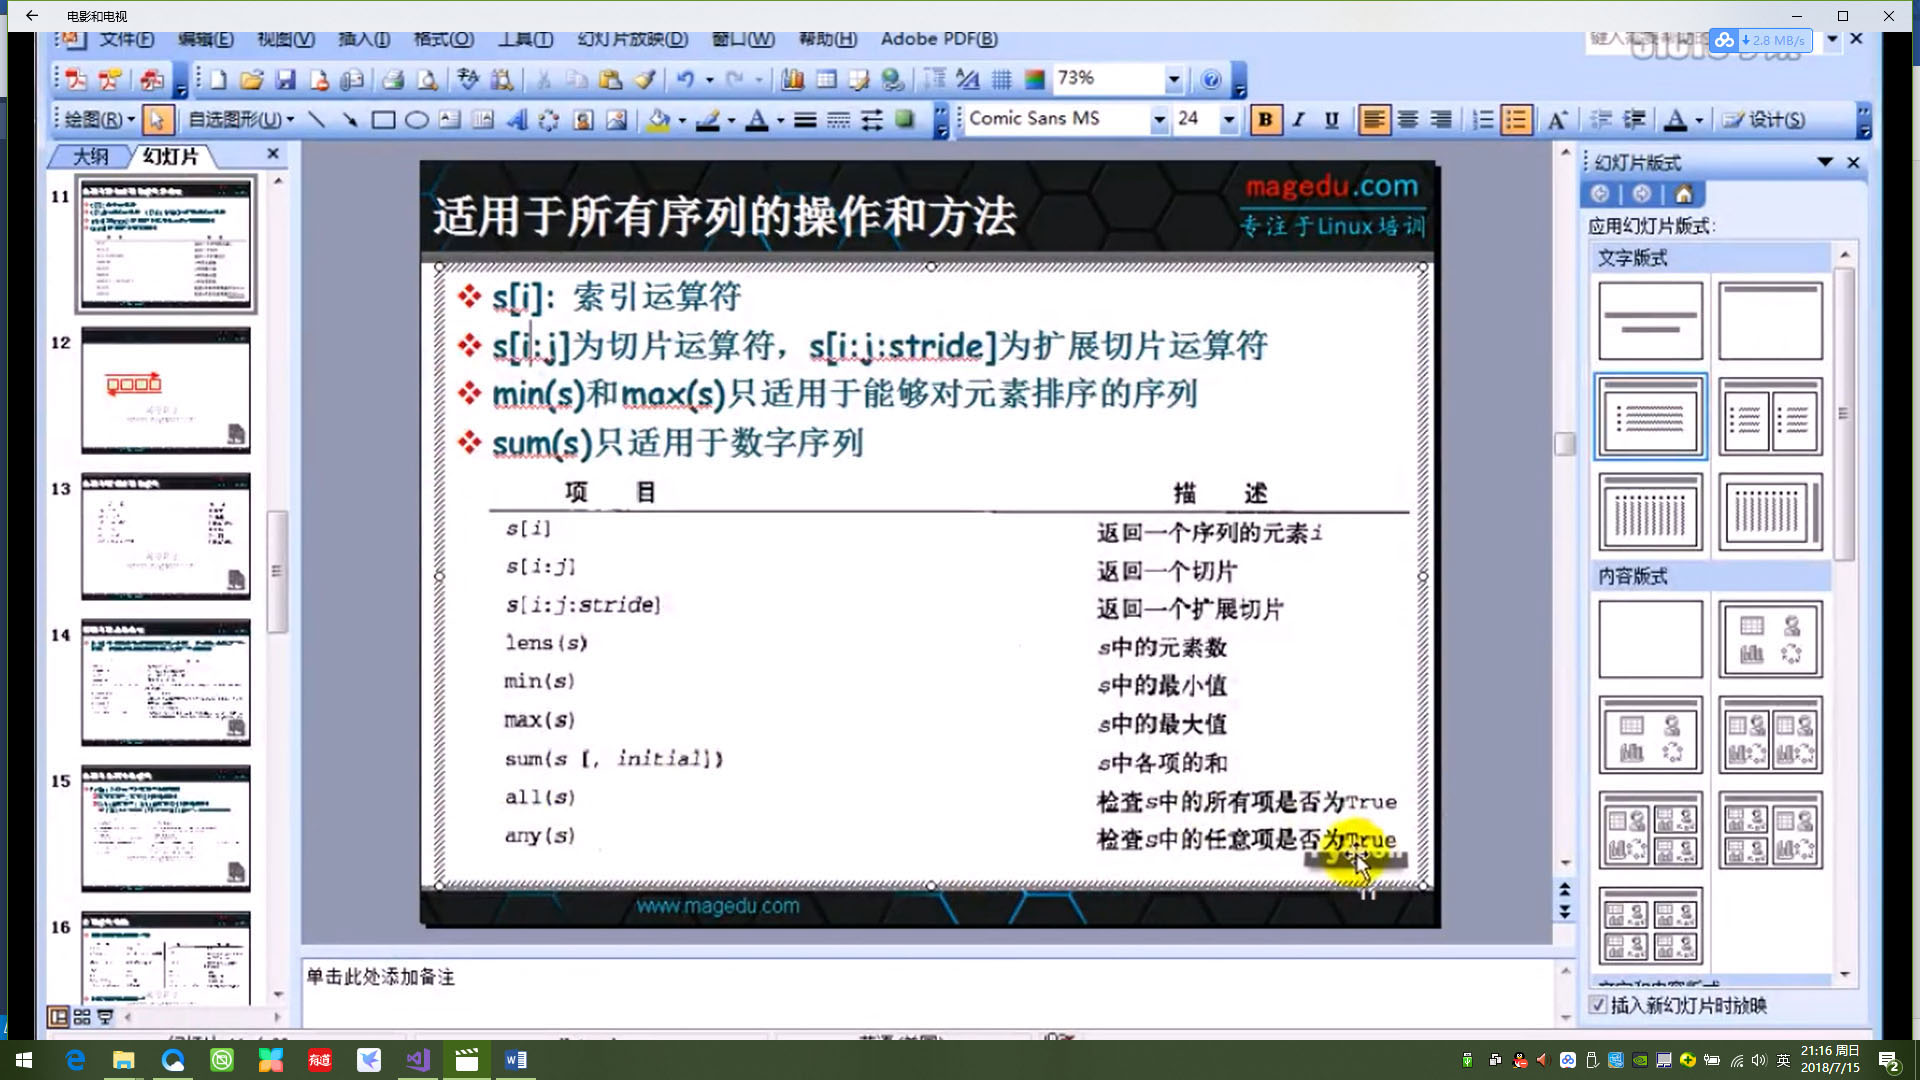 电影和电视
文件(F) 编辑(E) 视图(V) 插入(I) 格式(O) 工具(T) 幻灯片放映(D) 窗口(W) 帮助(H) Adobe PDF(B)
2.8 MB/s
73%
绘图(R) 自选图形(U) Comic Sans MS 24 B I U 设计(S)
大纲 幻灯片
幻灯片版式
应用幻灯片版式:
文字版式
内容版式
插入新幻灯片时放映
11
12
13
14
15
16
适用于所有序列的操作和方法
magedu.com
专注于Linux培训
s[i]: 索引运算符
s[i:j]为切片运算符，s[i:j:stride]为扩展切片运算符
min(s)和max(s)只适用于能够对元素排序的序列
sum(s)只适用于数字序列
项 目 描 述
s[i] 返回一个序列的元素i
s[i:j] 返回一个切片
s[i:j:stride] 返回一个扩展切片
lens(s) s中的元素数
min(s) s中的最小值
max(s) s中的最大值
sum(s [, initial]) s中各项的和
all(s) 检查s中的所有项是否为True
any(s) 检查s中的任意项是否为True
11
www.magedu.com
单击此处添加备注
有道
英
21:16 周日
2018/7/15
2